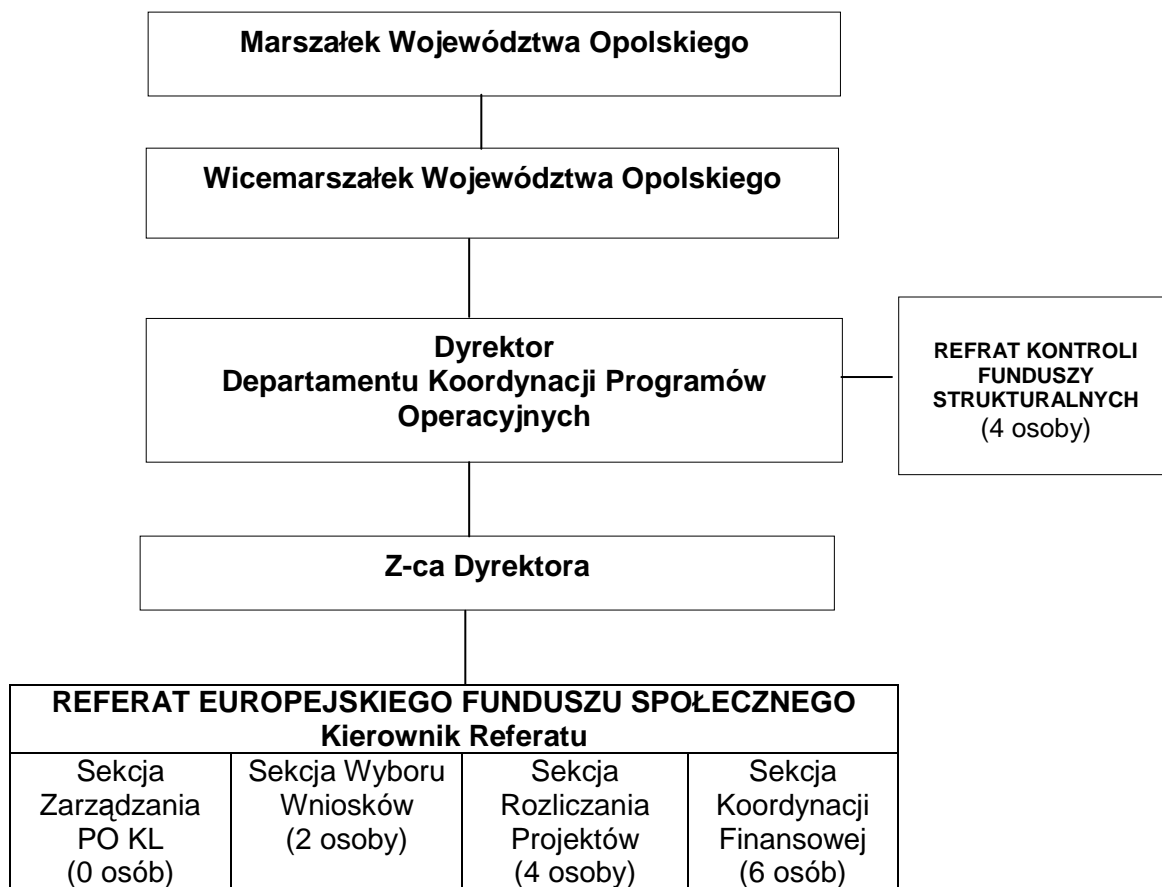 Marszałek Województwa Opolskiego
Wicemarszałek Województwa Opolskiego
Dyrektor
Departamentu Koordynacji Programów
Operacyjnych
REFRAT KONTROLI
FUNDUSZY
STRUKTURALNYCH
(4 osoby)
Z-ca Dyrektora
REFERAT EUROPEJSKIEGO FUNDUSZU SPOŁECZNEGO
Kierownik Referatu
Sekcja
Zarządzania
PO KL
(0 osób)
Sekcja Wyboru
Wniosków
(2 osoby)
Sekcja
Rozliczania
Projektów
(4 osoby)
Sekcja
Koordynacji
Finansowej
(6 osób)